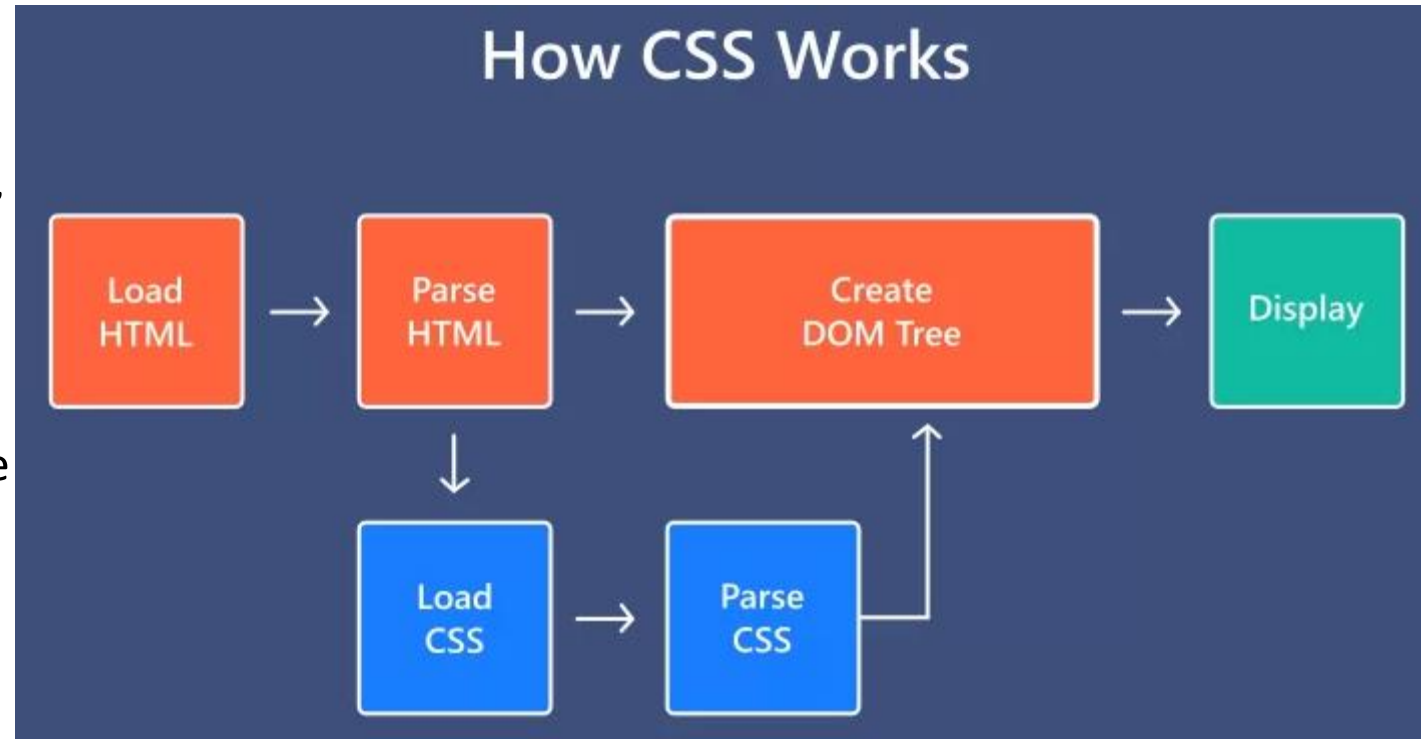 How CSS Works
,
Load
HTML
Parse
HTML
Create
DOM Tree
Display
e
Load
CSS
Parse
CSS